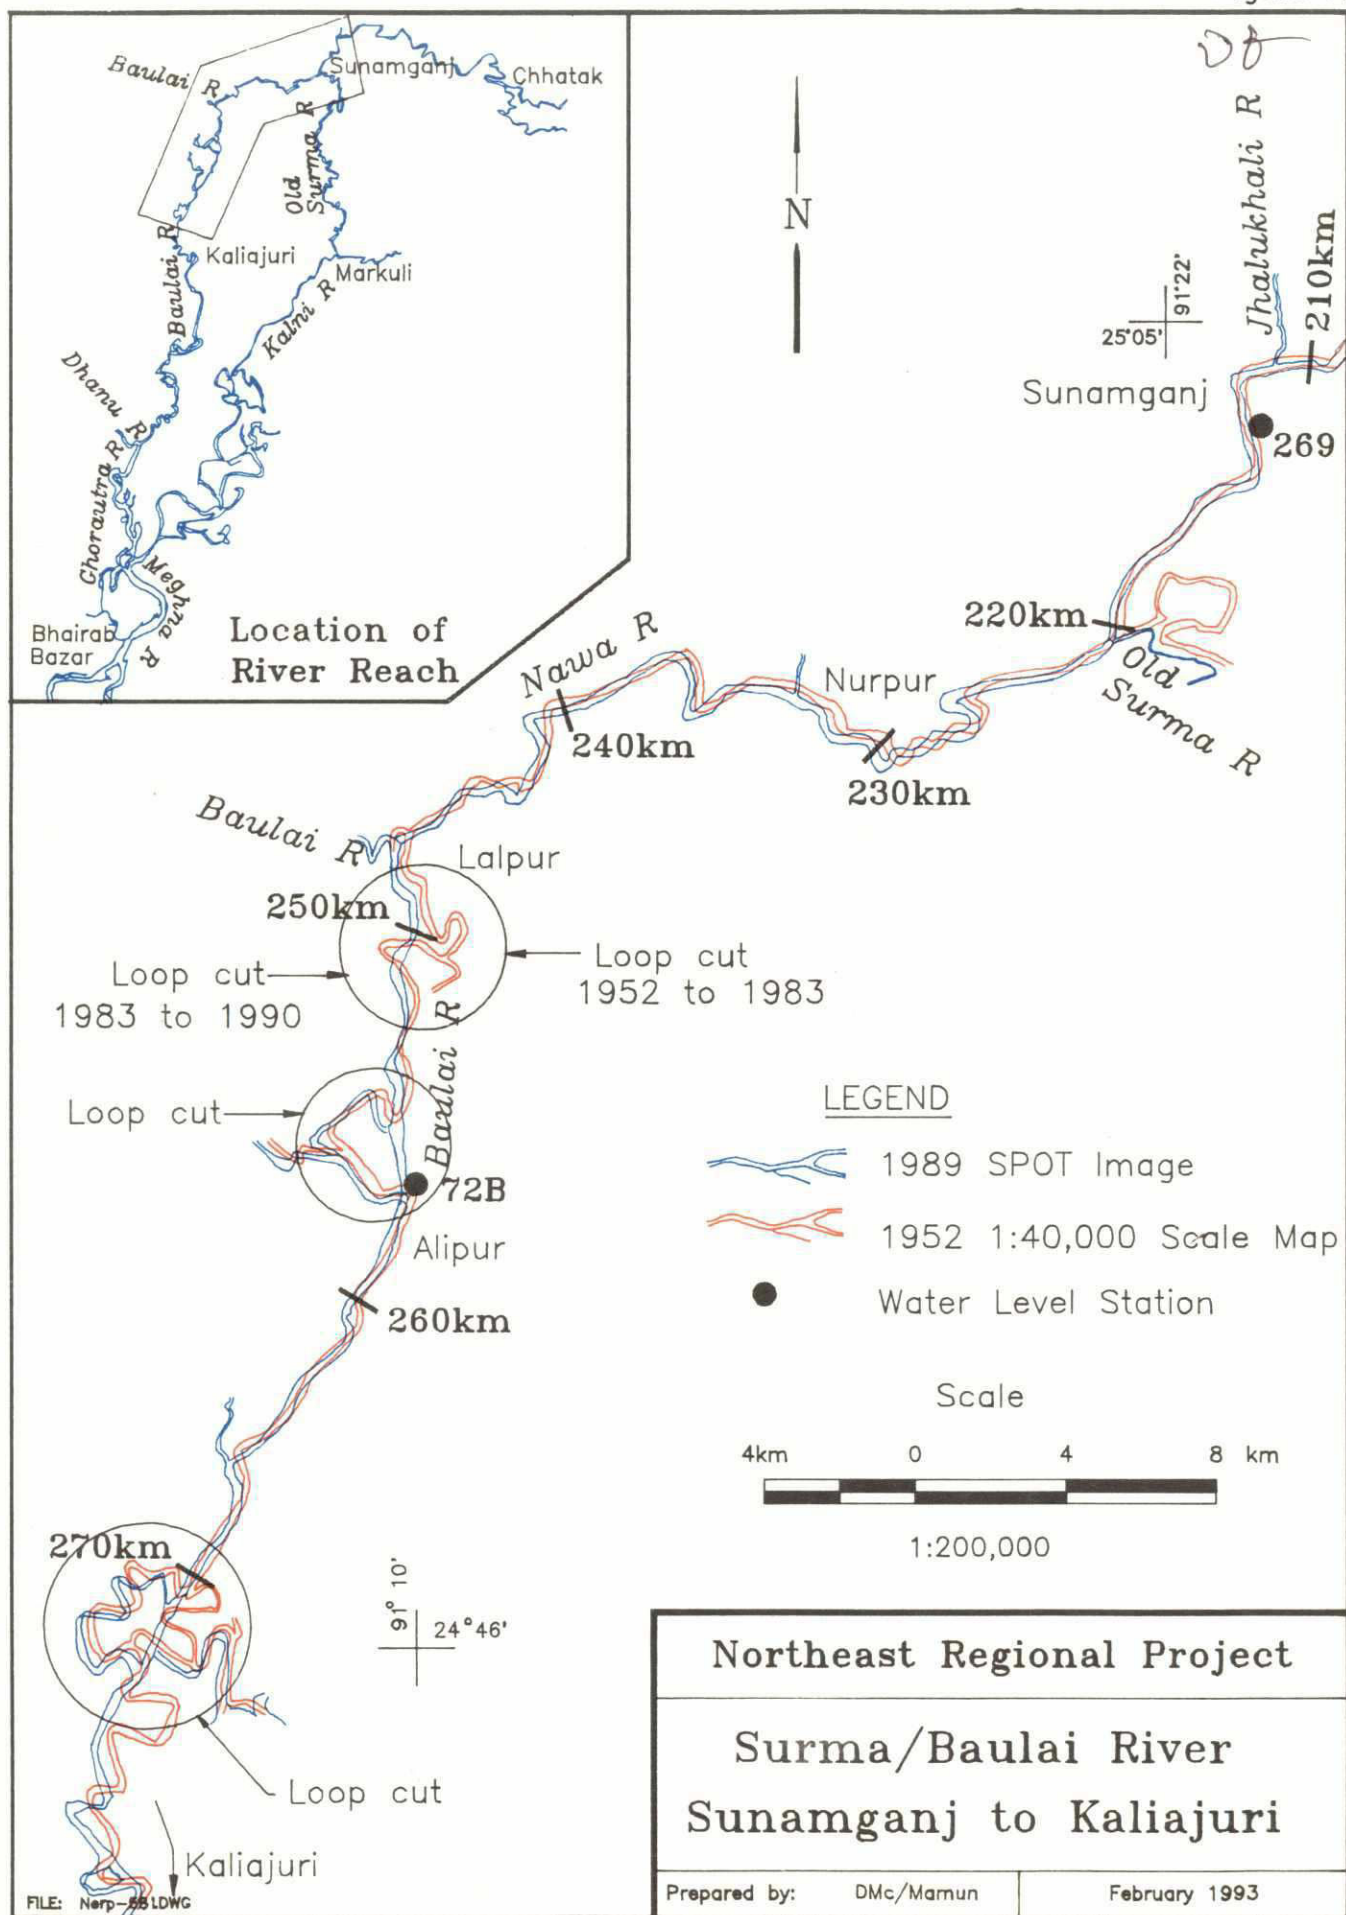 Baulai R
Sunamganj
Chhatak
Old
Surma R
Baulai R
Kaliajuri
Markuli
Kalni R
Dhanu R
Ghorautra R
Meghna R
Bhairab
Bazar
Location of
River Reach
N
Jhalukhali R
91°22'
25°05'
210km
Sunamganj
269
220km
Old
Surma R
Nawa R
Nurpur
240km
230km
Baulai R
Lalpur
250km
Loop cut
1983 to 1990
Loop cut
1952 to 1983
Baulai R
Loop cut
72B
Alipur
260km
LEGEND
1989 SPOT Image
1952 1:40,000 Scale Map
Water Level Station
Scale
4km 0 4 8 km
1:200,000
270km
91° 10'
24°46'
Loop cut
Kaliajuri
Northeast Regional Project
Surma/Baulai River
Sunamganj to Kaliajuri
Prepared by: DMc/Mamun February 1993
FILE: